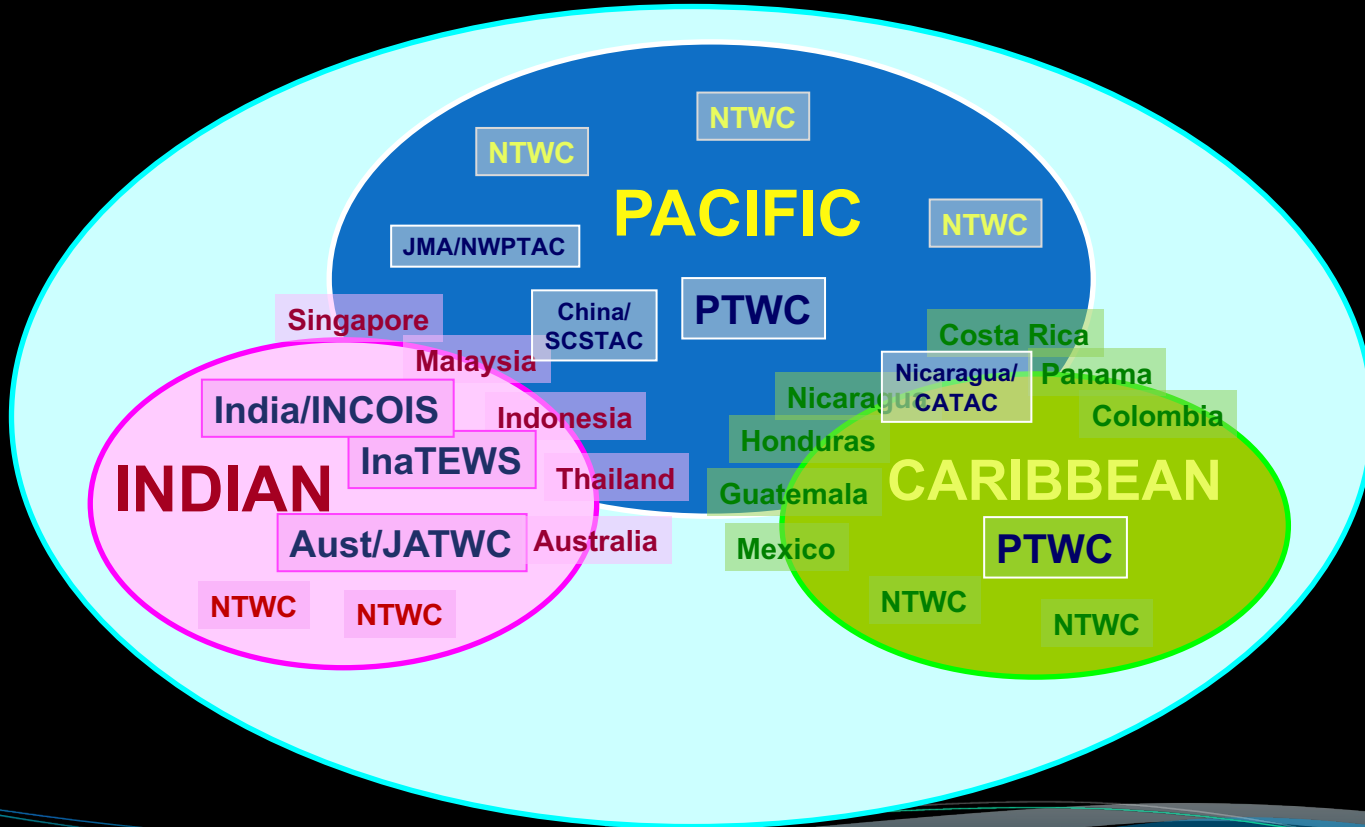 NTWC
NTWC
PACIFIC
NTWC
JMA/NWPTAC
PTWC
China/
SCSTAC
Singapore
Malaysia
Costa Rica
Nicaragua/
CATAC
Panama
Nicaragua
Colombia
India/INCOIS
Indonesia
Honduras
InaTEWS
INDIAN
Thailand
Guatemala
CARIBBEAN
Aust/JATWC
Australia
Mexico
PTWC
NTWC
NTWC
NTWC
NTWC